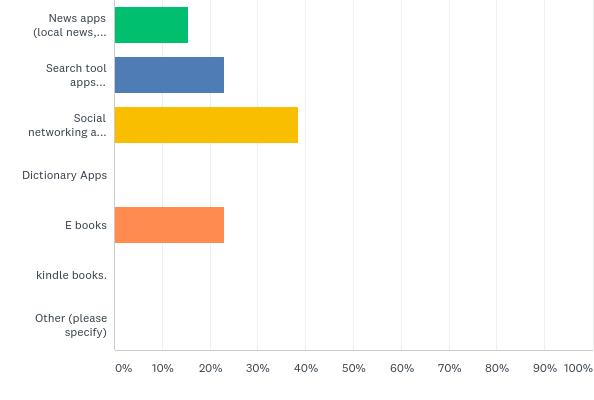 News apps
(local news,...
Search tool
apps...
Social
networking a...
Dictionary Apps
E books
kindle books.
Other (please
specify)
0% 10% 20% 30% 40% 50% 60% 70% 80% 90% 100%